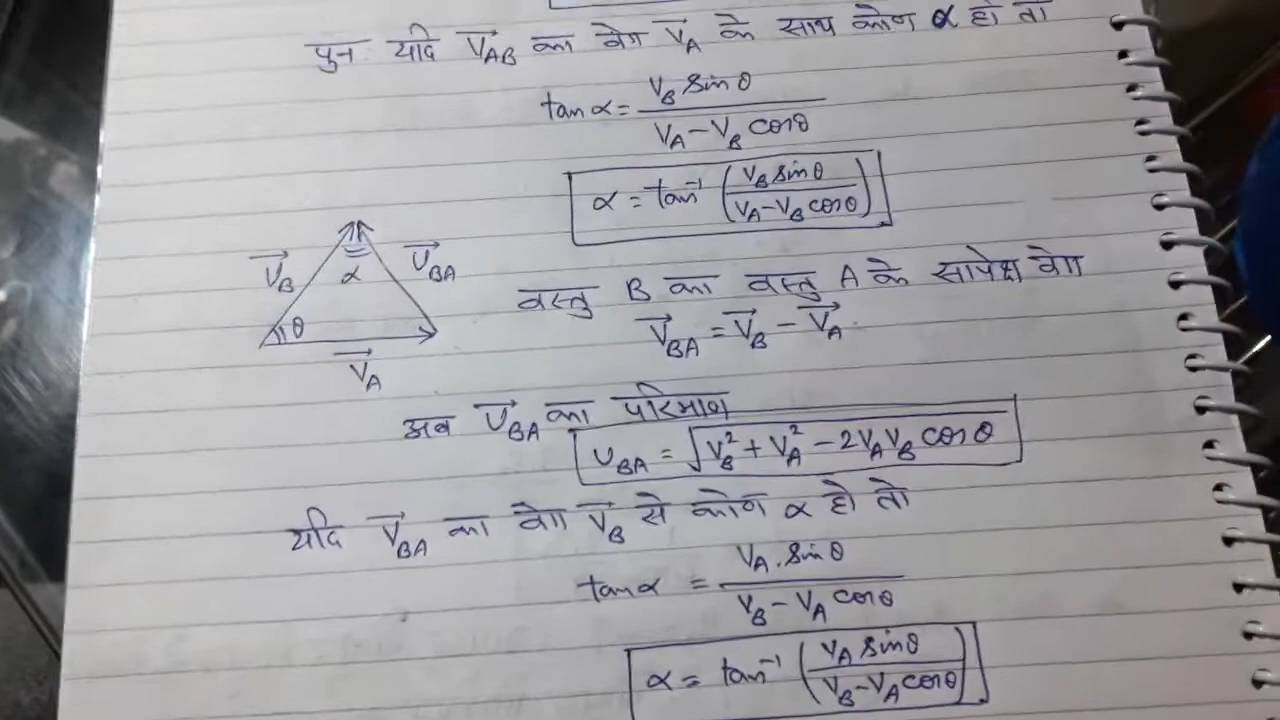 पुनः यदि V⃗AB का वेग V⃗A के साथ कोण α हो तो
tan α = VB sin θ / VA − VB cos θ
α = tan⁻¹ (VB sin θ / VA − VB cos θ)
V⃗B
α
V⃗BA
θ
V⃗A
वस्तु B का वस्तु A के सापेक्ष वेग
V⃗BA = V⃗B − V⃗A.
अब V⃗BA का परिमाण
VBA = √VB² + VA² − 2VAVB cos θ
यदि V⃗BA का वेग V⃗B से कोण α हो तो
tan α = VA . sin θ / VB − VA cos θ
α = tan⁻¹ (VA sin θ / VB − VA cos θ)